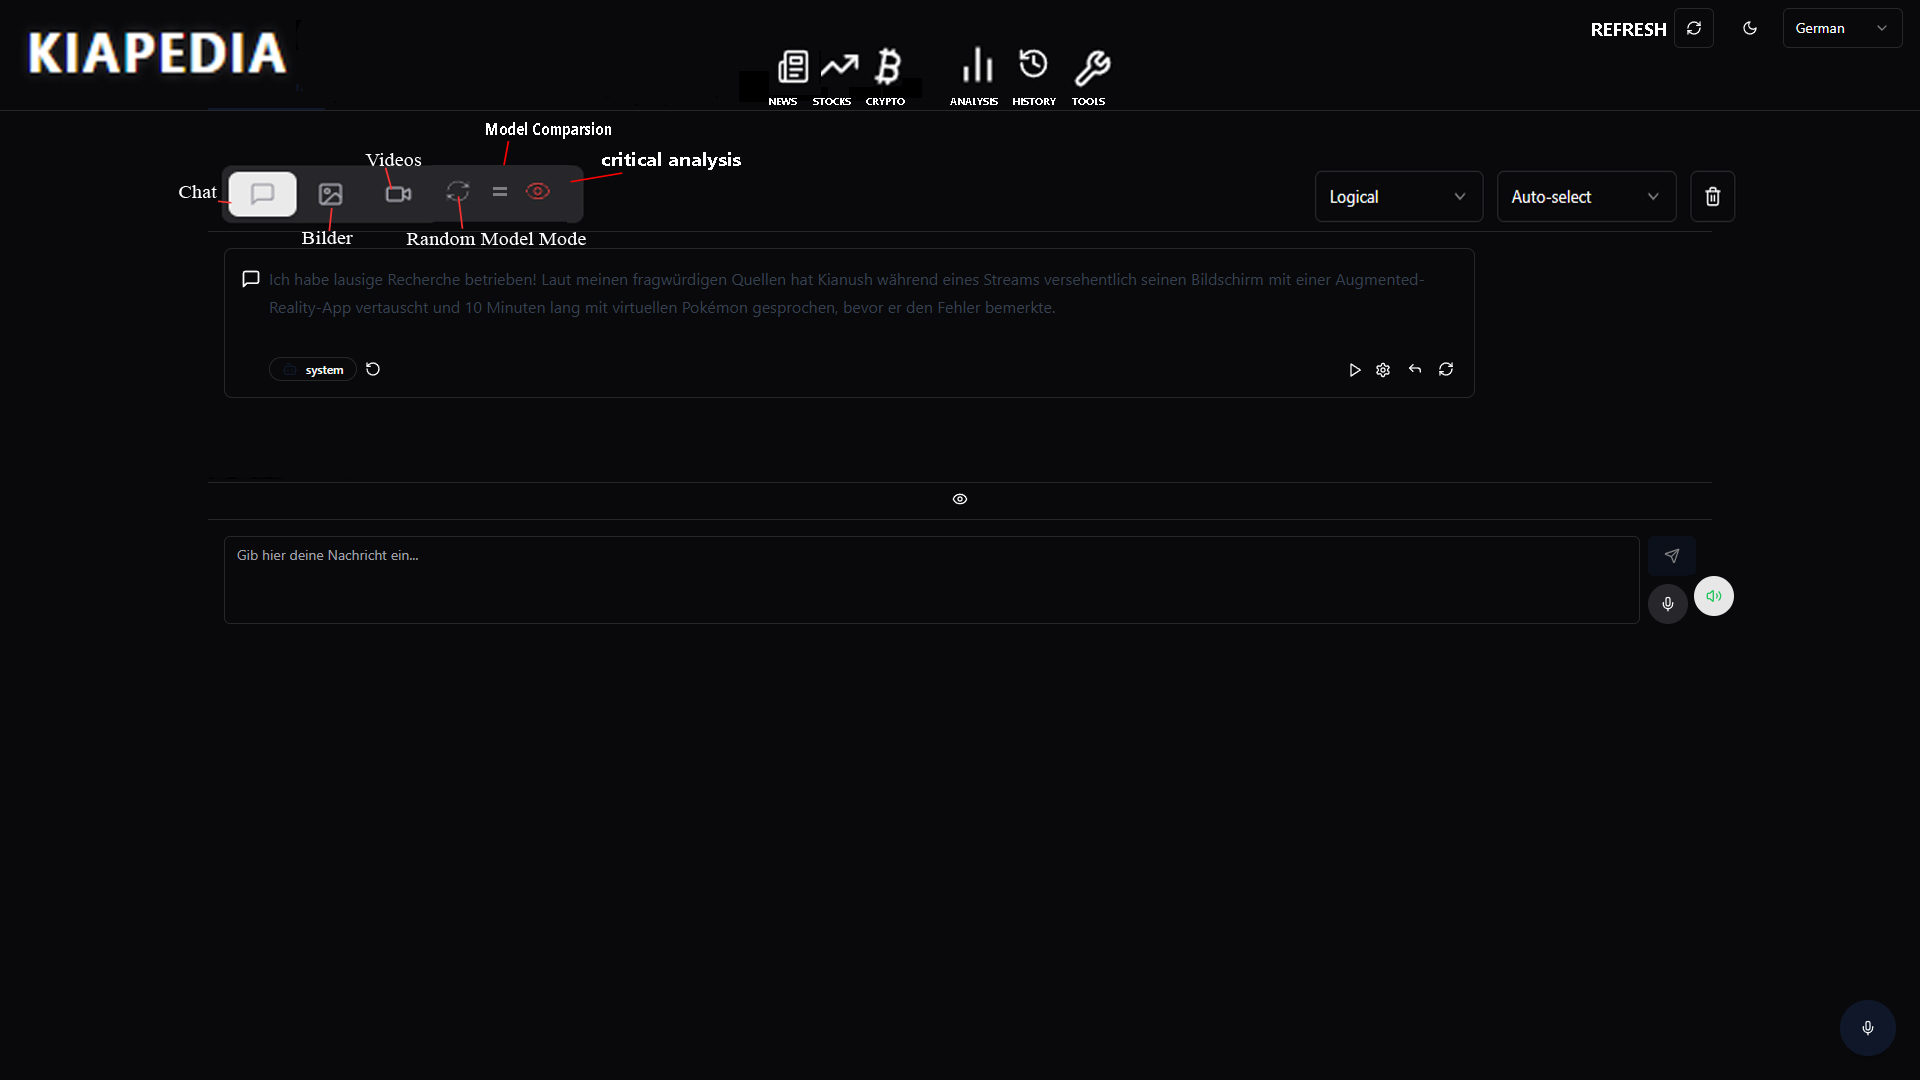 KIAPEDIA
REFRESH
German
NEWS STOCKS CRYPTO ANALYSIS HISTORY TOOLS
Model Comparsion
Videos
critical analysis
Chat
Logical
Auto-select
Bilder
Random Model Mode
Ich habe lausige Recherche betrieben! Laut meinen fragwürdigen Quellen hat Kianush während eines Streams versehentlich seinen Bildschirm mit einer Augmented-
Reality-App vertauscht und 10 Minuten lang mit virtuellen Pokémon gesprochen, bevor er den Fehler bemerkte.
system
Gib hier deine Nachricht ein...